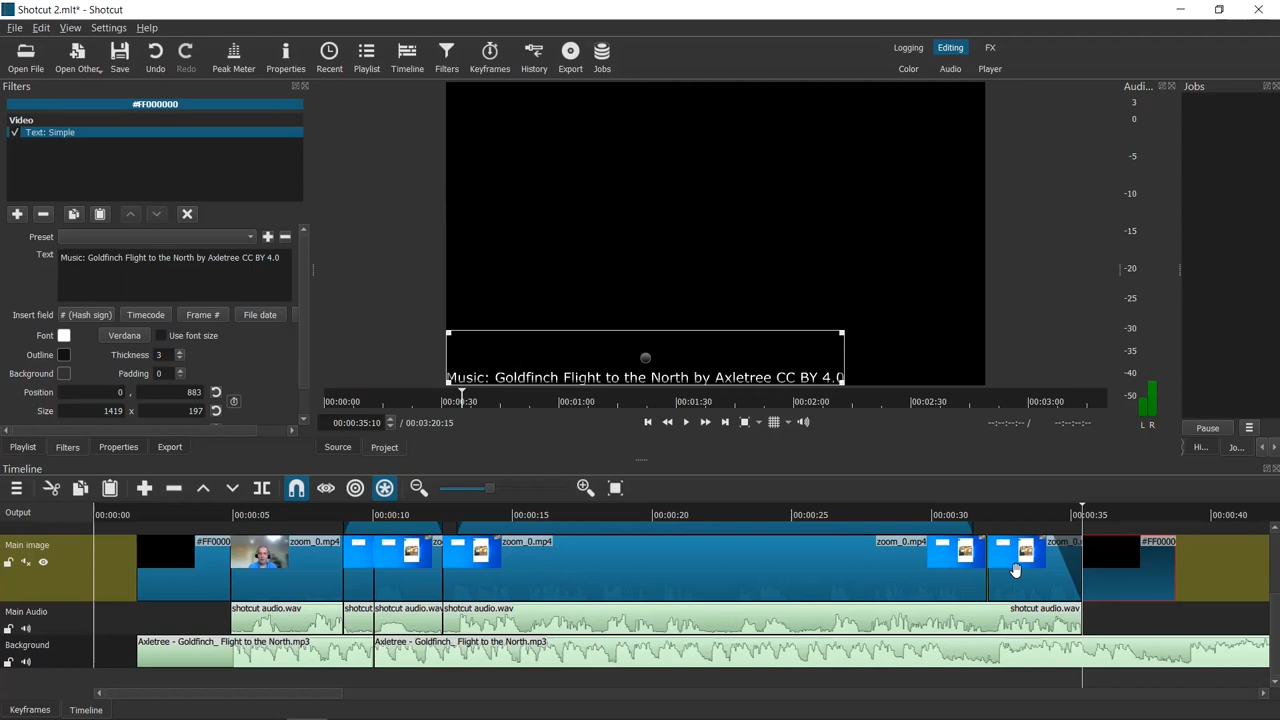 Shotcut 2.mlt* - Shotcut
File Edit View Settings Help
Open File Open Other... Save Undo Redo Peak Meter Properties Recent Playlist Timeline Filters Keyframes History Export Jobs
Logging Editing FX
Color Audio Player
Filters
Audi...
Jobs
#FF000000
Video
✓ Text: Simple
Preset
Text
Music: Goldfinch Flight to the North by Axletree CC BY 4.0
Insert field # (Hash sign) Timecode Frame # File date
Font Verdana Use font size
Outline Thickness 3
Background Padding 0
Position 0 , 883
Size 1419 x 197
Music: Goldfinch Flight to the North by Axletree CC BY 4.0
3
0
-5
-10
-15
-20
-25
-30
-35
-40
-50
L R
|00:00:00 |00:00:30 |00:01:00 |00:01:30 |00:02:00 |00:02:30 |00:03:00
00:00:35:10 / 00:03:20:15
--:--:--:-- / --:--:--:--
Pause
Playlist Filters Properties Export
Source Project
Hi... Jo...
Timeline
Output
|00:00:00 |00:00:05 |00:00:10 |00:00:15 |00:00:20 |00:00:25 |00:00:30 |00:00:35 |00:00:40
Main image
#FF0000 zoom_0.mp4 zo zoom_0.mp4 zoom_0.mp4 zoom_0. #FF0000
Main Audio
shotcut audio.wav shotcut shotcut audio.wav shotcut audio.wav shotcut audio.wav
Background
Axletree - Goldfinch_ Flight to the North.mp3 Axletree - Goldfinch_ Flight to the North.mp3
Keyframes Timeline